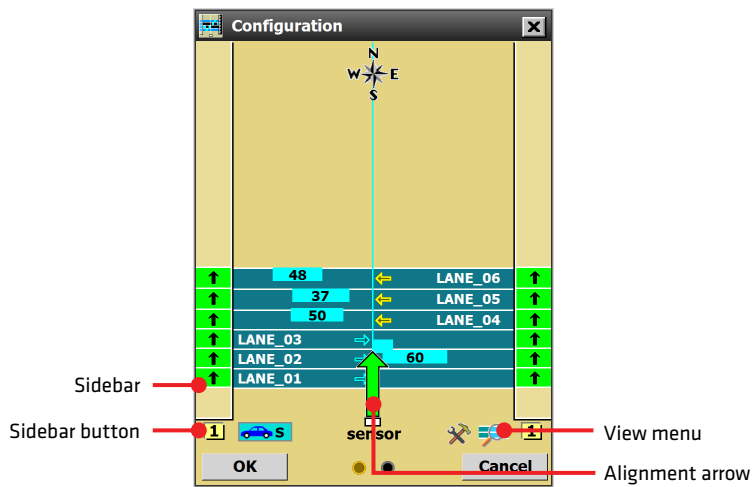 Configuration
N
W E
S
48 LANE_06
37 LANE_05
50 LANE_04
LANE_03
LANE_02 60
LANE_01
Sidebar
Sidebar button
1 S sensor 1
View menu
OK Cancel
Alignment arrow